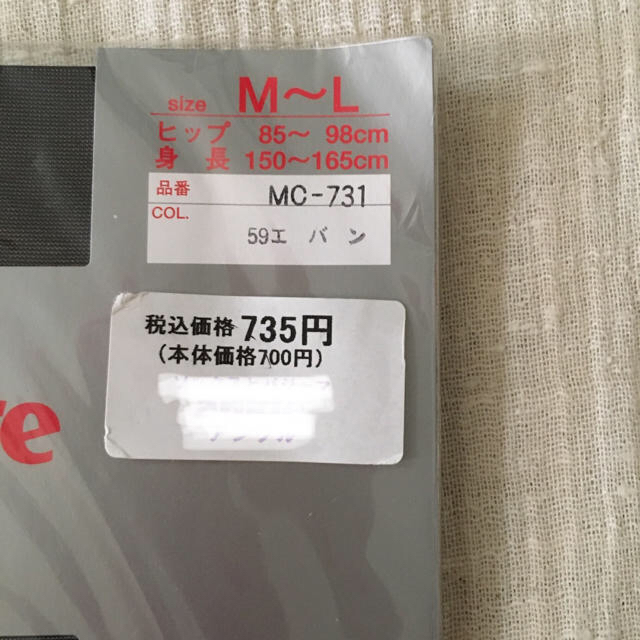 size M～L
ヒップ 85～ 98cm
身 長 150～165cm
品番 MC-731
COL.
59エ バ ン
税込価格 735円
(本体価格700円)
re